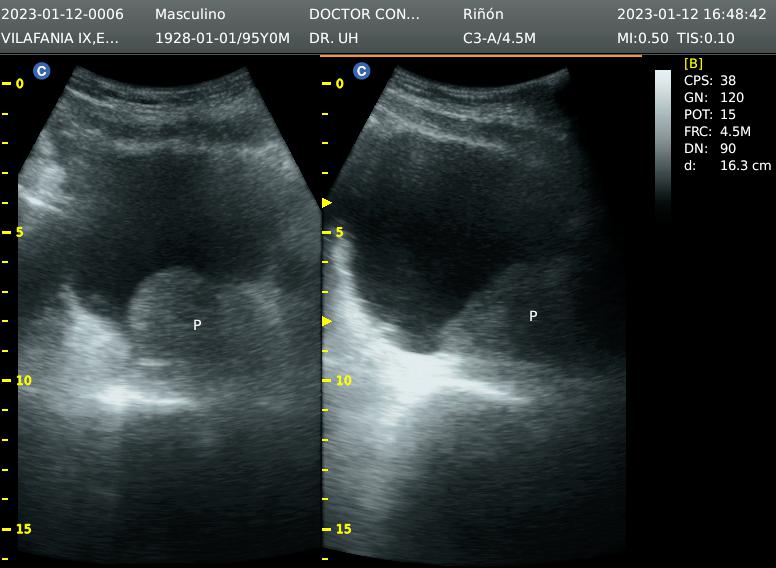 2023-01-12-0006 Masculino DOCTOR CON... Riñón 2023-01-12 16:48:42
VILAFANIA IX,E... 1928-01-01/95Y0M DR. UH C3-A/4.5M MI:0.50 TIS:0.10
C C
[B]
CPS: 38
GN: 120
POT: 15
FRC: 4.5M
DN: 90
d: 16.3 cm
0 0
5 5
P P
10 10
15 15